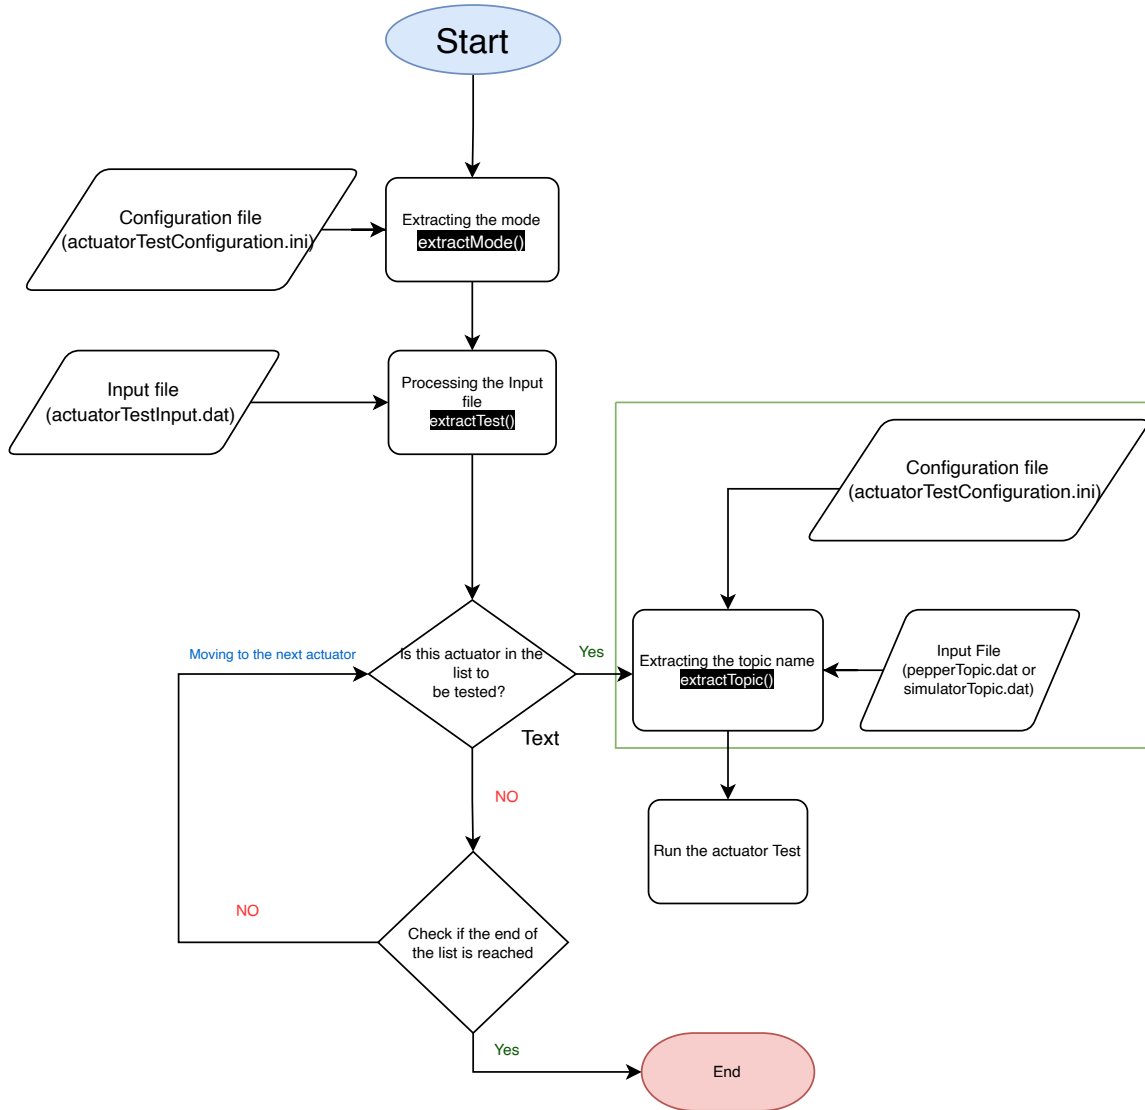 Start
Configuration file
(actuatorTestConfiguration.ini)
Extracting the mode
extractMode()
Input file
(actuatorTestInput.dat)
Processing the Input
file
extractTest()
Configuration file
(actuatorTestConfiguration.ini)
Moving to the next actuator
Is this actuator in the
list to
be tested?
Yes
Extracting the topic name
extractTopic()
Input File
(pepperTopic.dat or
simulatorTopic.dat)
Text
NO
Run the actuator Test
NO
Check if the end of
the list is reached
Yes
End